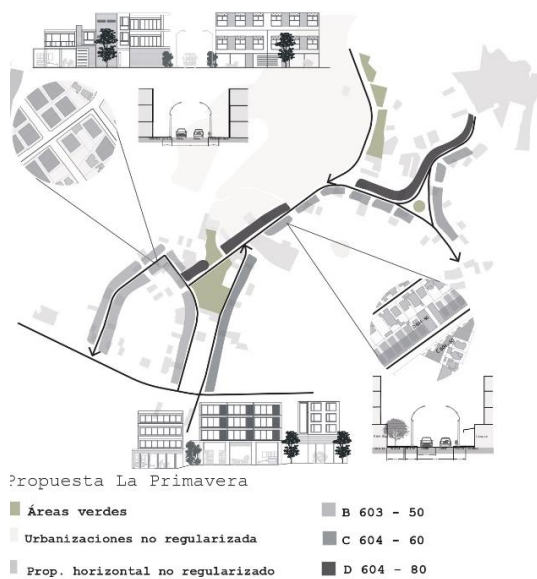 Propuesta La Primavera
Áreas verdes
Urbanizaciones no regularizada
Prop. horizontal no regularizado
B 603 - 50
C 604 - 60
D 604 - 80